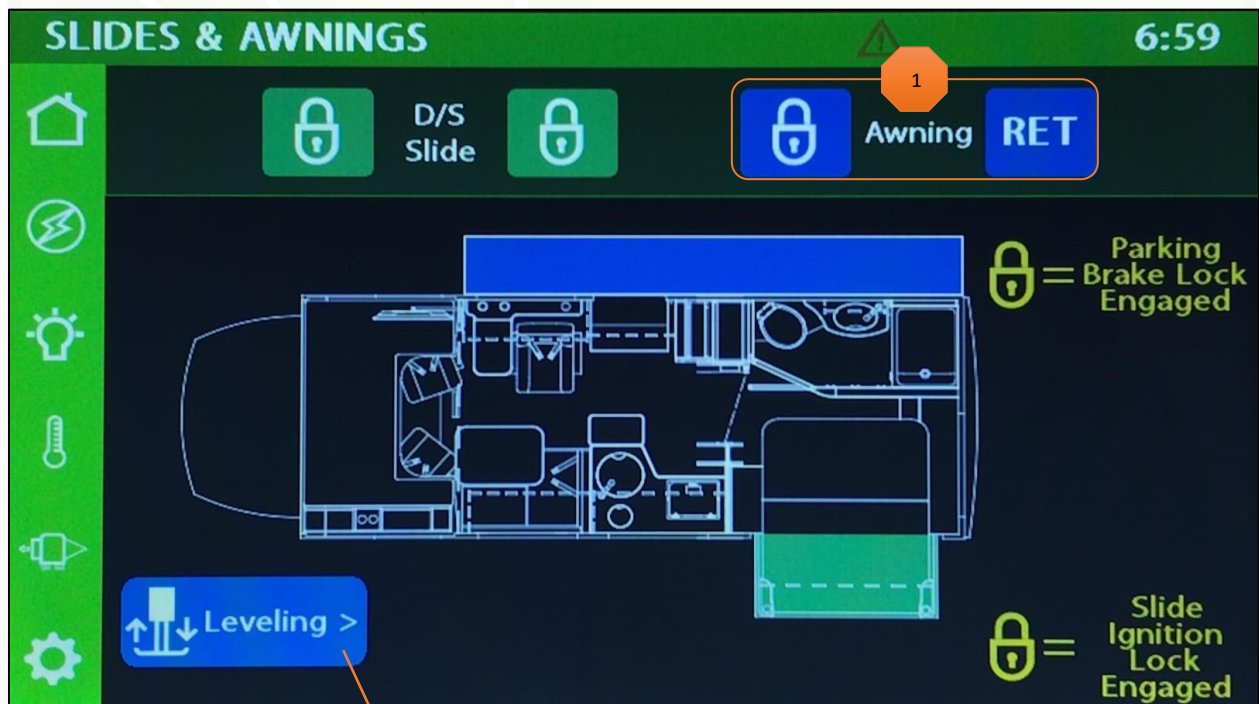 SLIDES & AWNINGS
6:59
1
D/S
Slide
Awning
RET
Parking
Brake Lock
Engaged
=
Leveling >
Slide
Ignition
Lock
Engaged
=